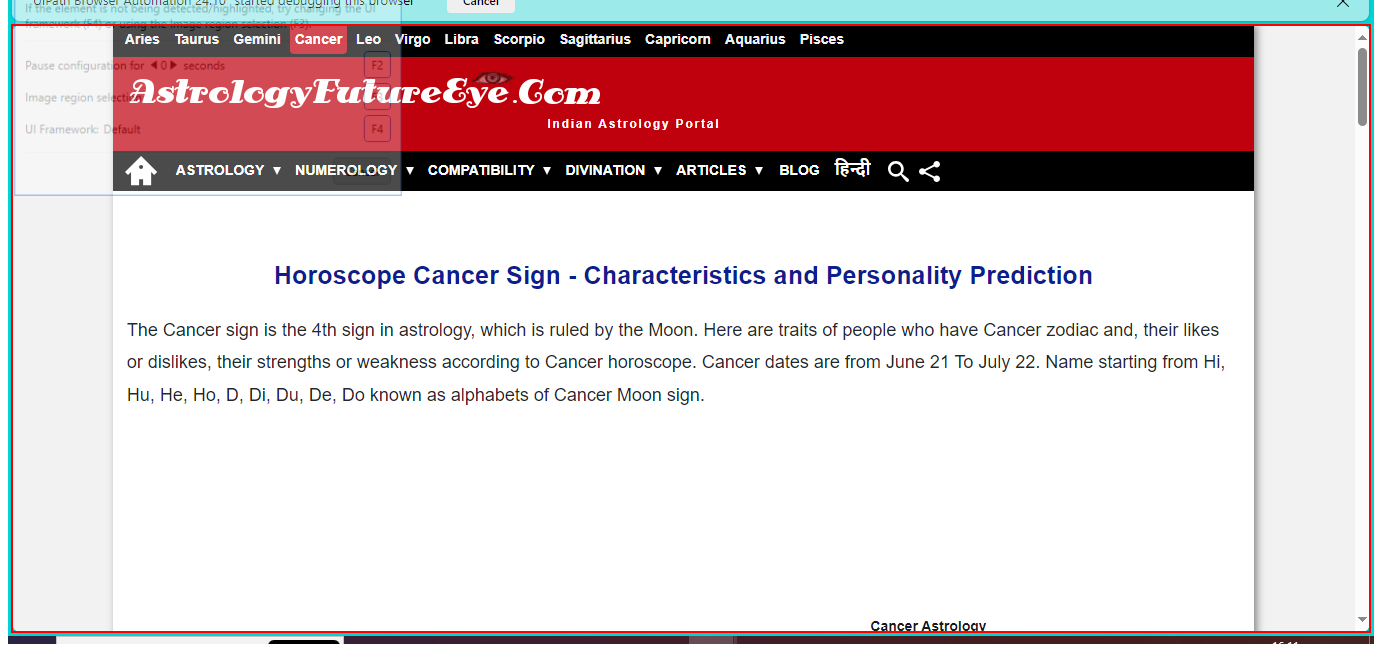 UiPath Browser Automation 24.10" started debugging this browser
Cancel
If the element is not being detected/highlighted, try changing the UI
framework (F4) or using the image region selection (F3).
Aries Taurus Gemini Cancer Leo Virgo Libra Scorpio Sagittarius Capricorn Aquarius Pisces
Pause configuration for 0 seconds F2
Image region selection
AstrologyFutureEye.Com
Indian Astrology Portal
UI Framework: Default F4
ASTROLOGY ▼ NUMEROLOGY ▼ COMPATIBILITY ▼ DIVINATION ▼ ARTICLES ▼ BLOG हिन्दी
Horoscope Cancer Sign - Characteristics and Personality Prediction
The Cancer sign is the 4th sign in astrology, which is ruled by the Moon. Here are traits of people who have Cancer zodiac and, their likes
or dislikes, their strengths or weakness according to Cancer horoscope. Cancer dates are from June 21 To July 22. Name starting from Hi,
Hu, He, Ho, D, Di, Du, De, Do known as alphabets of Cancer Moon sign.
Cancer Astrology